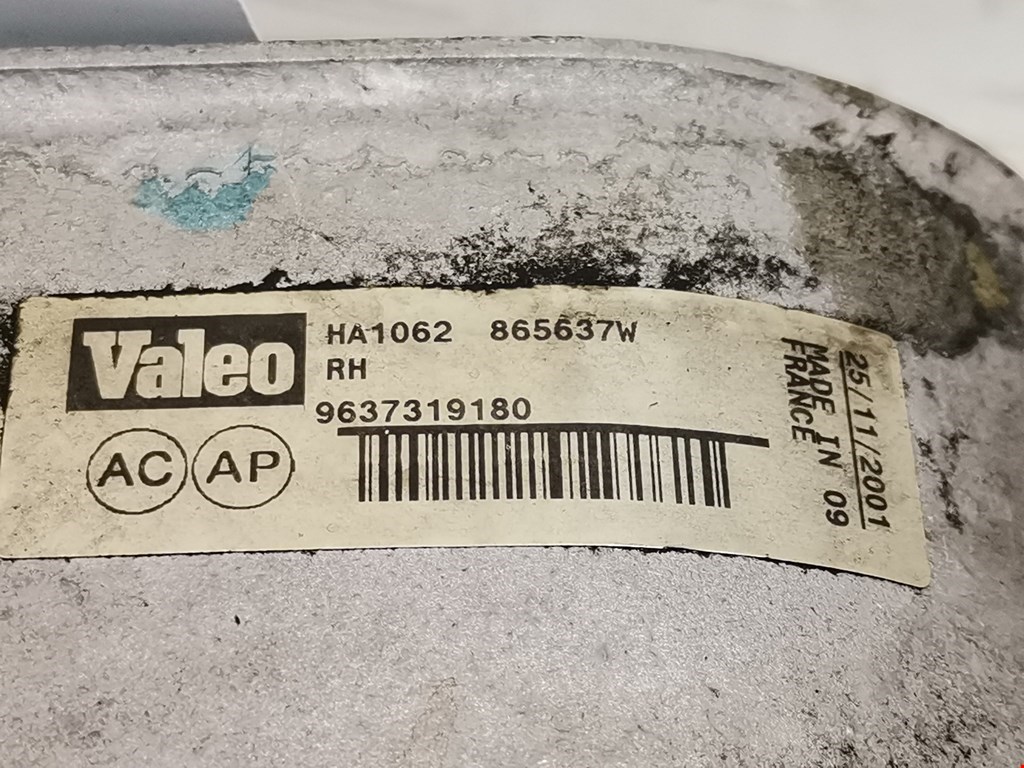 Valeo
HA1062 865637W
RH
9637319180
AC AP
25/11/2001
MADE IN 09
FRANCE